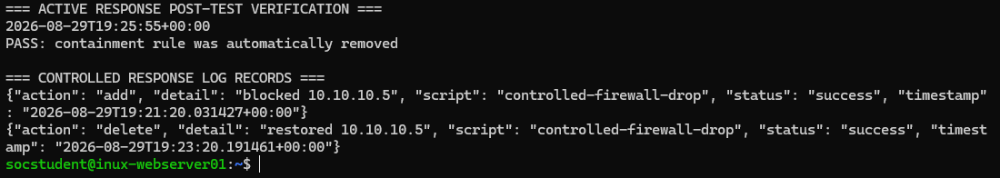 === ACTIVE RESPONSE POST-TEST VERIFICATION ===
2026-08-29T19:25:55+00:00
PASS: containment rule was automatically removed

=== CONTROLLED RESPONSE LOG RECORDS ===
{"action": "add", "detail": "blocked 10.10.10.5", "script": "controlled-firewall-drop", "status": "success", "timestamp"
: "2026-08-29T19:21:20.031427+00:00"}
{"action": "delete", "detail": "restored 10.10.10.5", "script": "controlled-firewall-drop", "status": "success", "timest
amp": "2026-08-29T19:23:20.191461+00:00"}
socstudent@inux-webserver01:~$